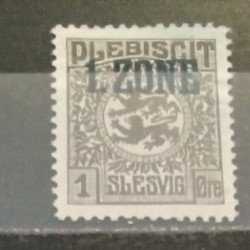 PLEBISCIT
1. ZONE
1 SLESVIG Øre